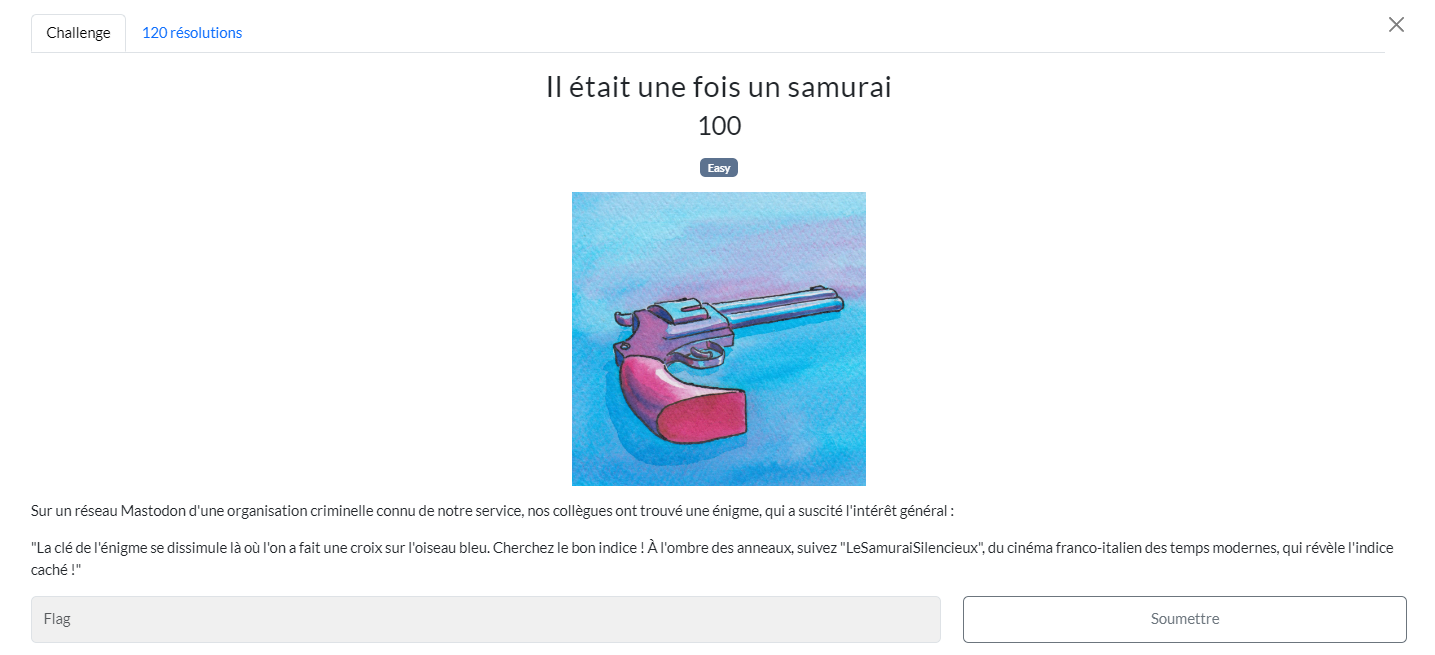 Challenge
120 résolutions
Il était une fois un samurai
100
Easy
Sur un réseau Mastodon d'une organisation criminelle connu de notre service, nos collègues ont trouvé une énigme, qui a suscité l'intérêt général :
"La clé de l'énigme se dissimule là où l'on a fait une croix sur l'oiseau bleu. Cherchez le bon indice ! À l'ombre des anneaux, suivez "LeSamuraiSilencieux", du cinéma franco-italien des temps modernes, qui révèle l'indice
caché !"
Flag
Soumettre